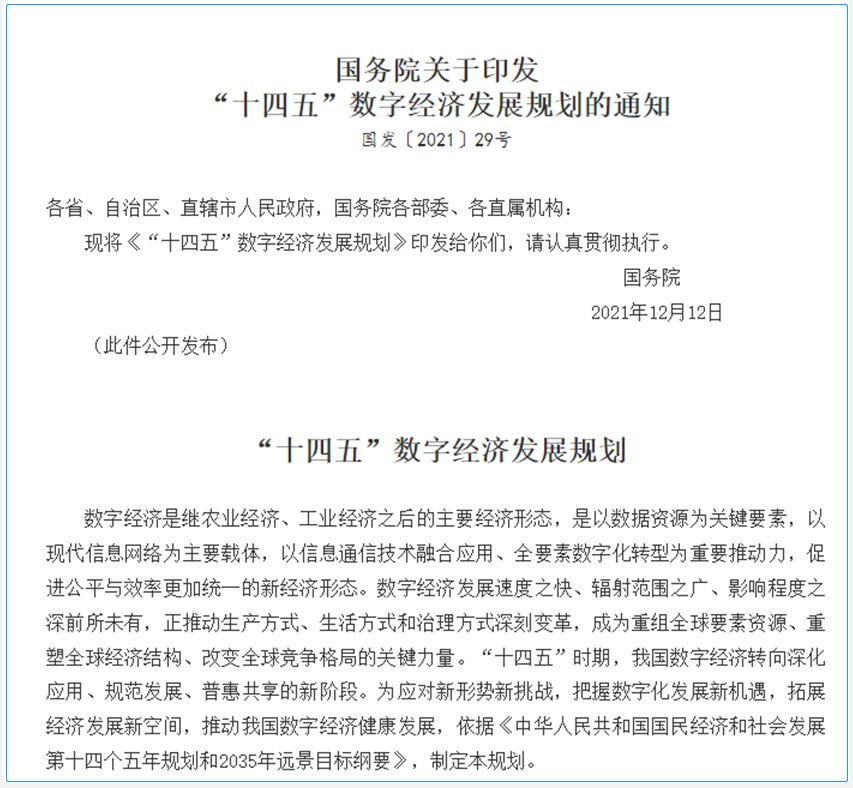 国务院关于印发
“十四五”数字经济发展规划的通知
国发〔2021〕29号
各省、自治区、直辖市人民政府，国务院各部委、各直属机构：
现将《“十四五”数字经济发展规划》印发给你们，请认真贯彻执行。
国务院
2021年12月12日
（此件公开发布）
“十四五”数字经济发展规划
数字经济是继农业经济、工业经济之后的主要经济形态，是以数据资源为关键要素，以
现代信息网络为主要载体，以信息通信技术融合应用、全要素数字化转型为重要推动力，促
进公平与效率更加统一的新经济形态。数字经济发展速度之快、辐射范围之广、影响程度之
深前所未有，正推动生产方式、生活方式和治理方式深刻变革，成为重组全球要素资源、重
塑全球经济结构、改变全球竞争格局的关键力量。“十四五”时期，我国数字经济转向深化
应用、规范发展、普惠共享的新阶段。为应对新形势新挑战，把握数字化发展新机遇，拓展
经济发展新空间，推动我国数字经济健康发展，依据《中华人民共和国国民经济和社会发展
第十四个五年规划和2035年远景目标纲要》，制定本规划。